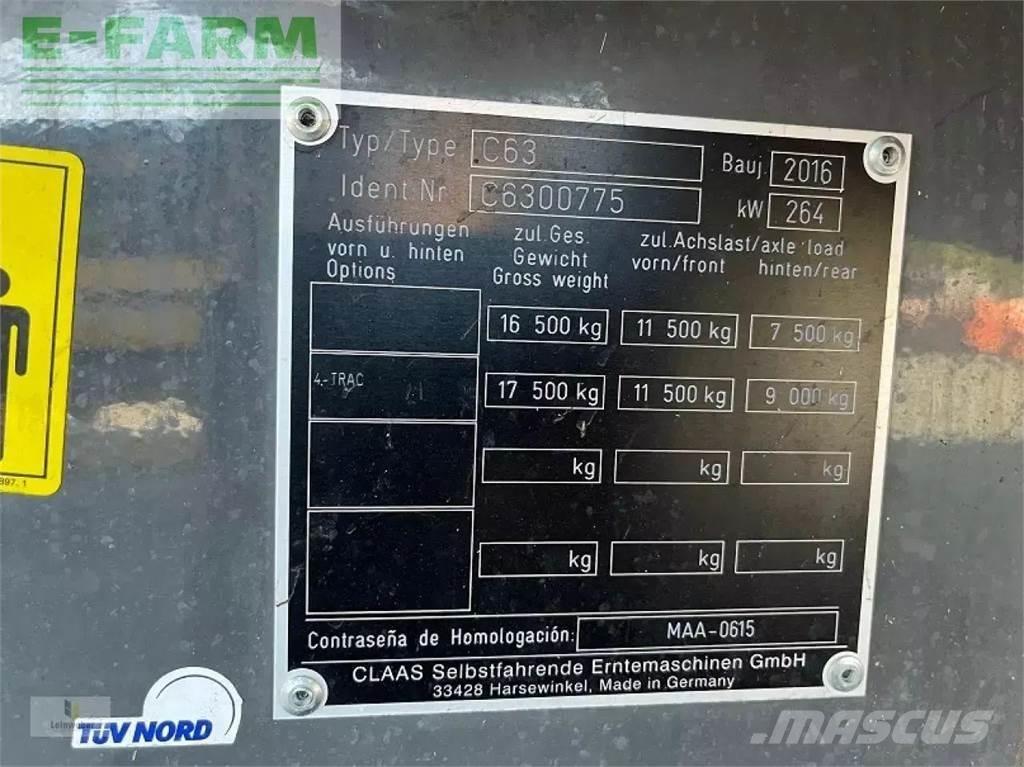 E-FARM
Typ/Type C63 Bauj. 2016
Ident.Nr. C6300775 kW 264
Ausführungen
vorn u. hinten
Options
zul.Ges.
Gewicht
Gross weight
zul.Achslast/axle load
vorn/front hinten/rear
16 500 kg 11 500 kg 7 500 kg
4.-TRAC 17 500 kg 11 500 kg 9 000 kg
kg kg kg
kg kg kg
Contraseña de Homologación: MAA-0615
CLAAS Selbstfahrende Erntemaschinen GmbH
33428 Harsewinkel, Made in Germany
897.1
TÜV NORD
MASCUS